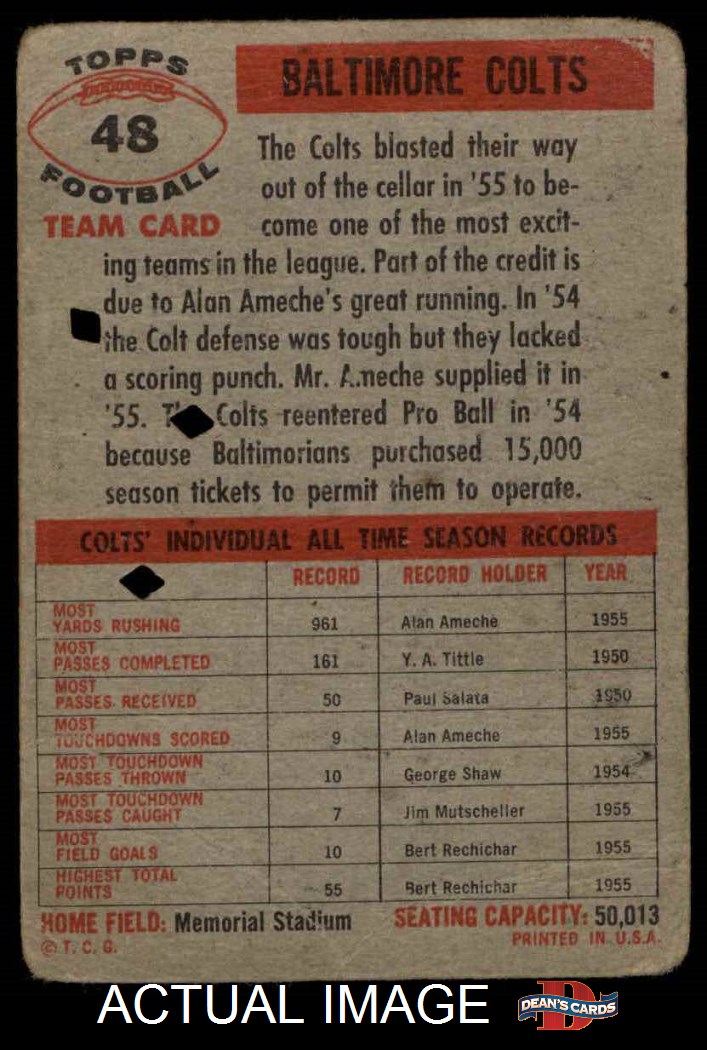 TOPPS
48
FOOTBALL
TEAM CARD
BALTIMORE COLTS
The Colts blasted their way
out of the cellar in '55 to be-
come one of the most excit-
ing teams in the league. Part of the credit is
due to Alan Ameche's great running. In '54
the Colt defense was tough but they lacked
a scoring punch. Mr. Ameche supplied it in
'55. Colts reentered Pro Ball in '54
because Baltimorians purchased 15,000
season tickets to permit them to operate.
COLTS' INDIVIDUAL ALL TIME SEASON RECORDS
RECORD RECORD HOLDER YEAR
MOST
YARDS RUSHING 961 Alan Ameche 1955
MOST
PASSES COMPLETED 161 Y. A. Tittle 1950
MOST
PASSES RECEIVED 50 Paul Salata 1950
MOST
TOUCHDOWNS SCORED 9 Alan Ameche 1955
MOST TOUCHDOWN
PASSES THROWN 10 George Shaw 1954
MOST TOUCHDOWN
PASSES CAUGHT 7 Jim Mutscheller 1955
MOST
FIELD GOALS 10 Bert Rechichar 1955
HIGHEST TOTAL
POINTS 55 Bert Rechichar 1955
HOME FIELD: Memorial Stadium SEATING CAPACITY: 50,013
© T. C. G. PRINTED IN U.S.A.
ACTUAL IMAGE D DEAN'S CARDS